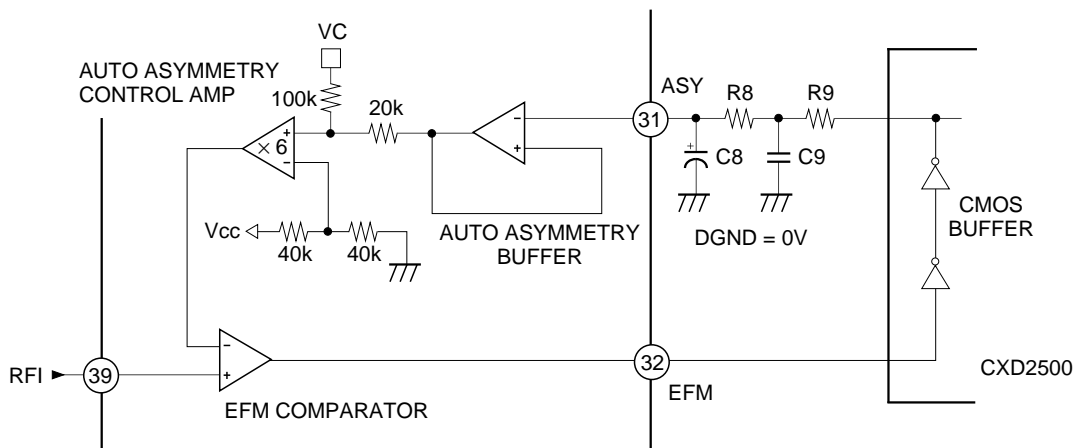 VC
AUTO ASYMMETRY
CONTROL AMP
100k
20k
ASY
R8
R9
31
+
−
+
−
× 6
+
C8
C9
Vcc
40k
40k
AUTO ASYMMETRY
BUFFER
DGND = 0V
CMOS
BUFFER
RFI
39
−
+
32
EFM
EFM COMPARATOR
CXD2500